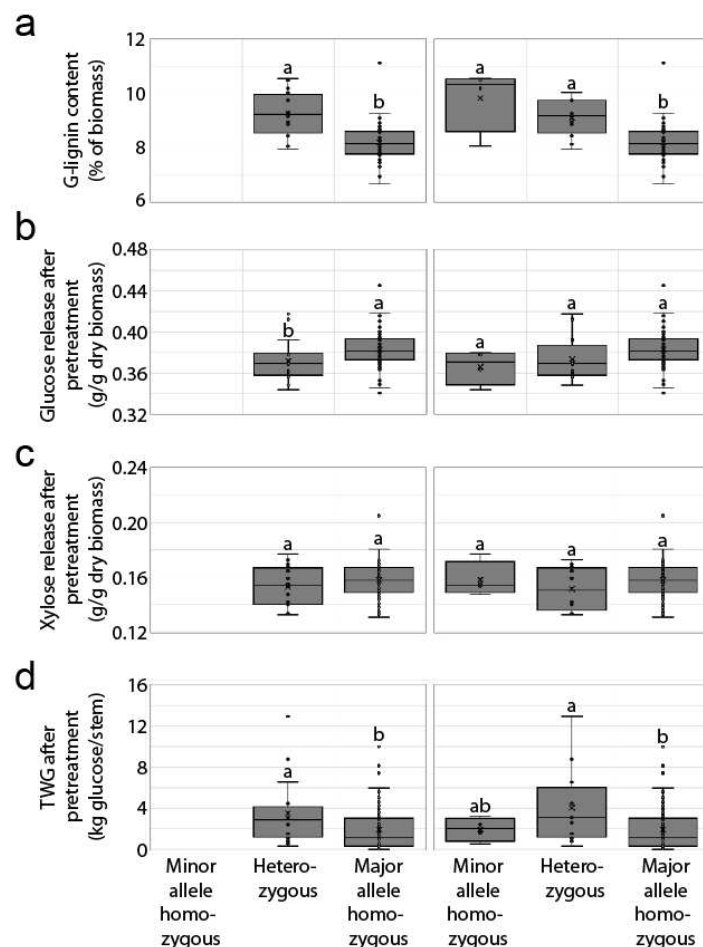 a
G-lignin content
(% of biomass)
12
10
8
6
a
b
a
a
b
b
Glucose release after
pretreatment
(g/g dry biomass)
0.48
0.44
0.40
0.36
0.32
b
a
a
a
a
c
Xylose release after
pretreatment
(g/g dry biomass)
0.24
0.20
0.16
0.12
a
a
a
a
a
d
TWG after
pretreatment
(kg glucose/stem)
16
12
8
4
0
a
b
ab
a
b
Minor
allele
homo-
zygous
Hetero-
zygous
Major
allele
homo-
zygous
Minor
allele
homo-
zygous
Hetero-
zygous
Major
allele
homo-
zygous